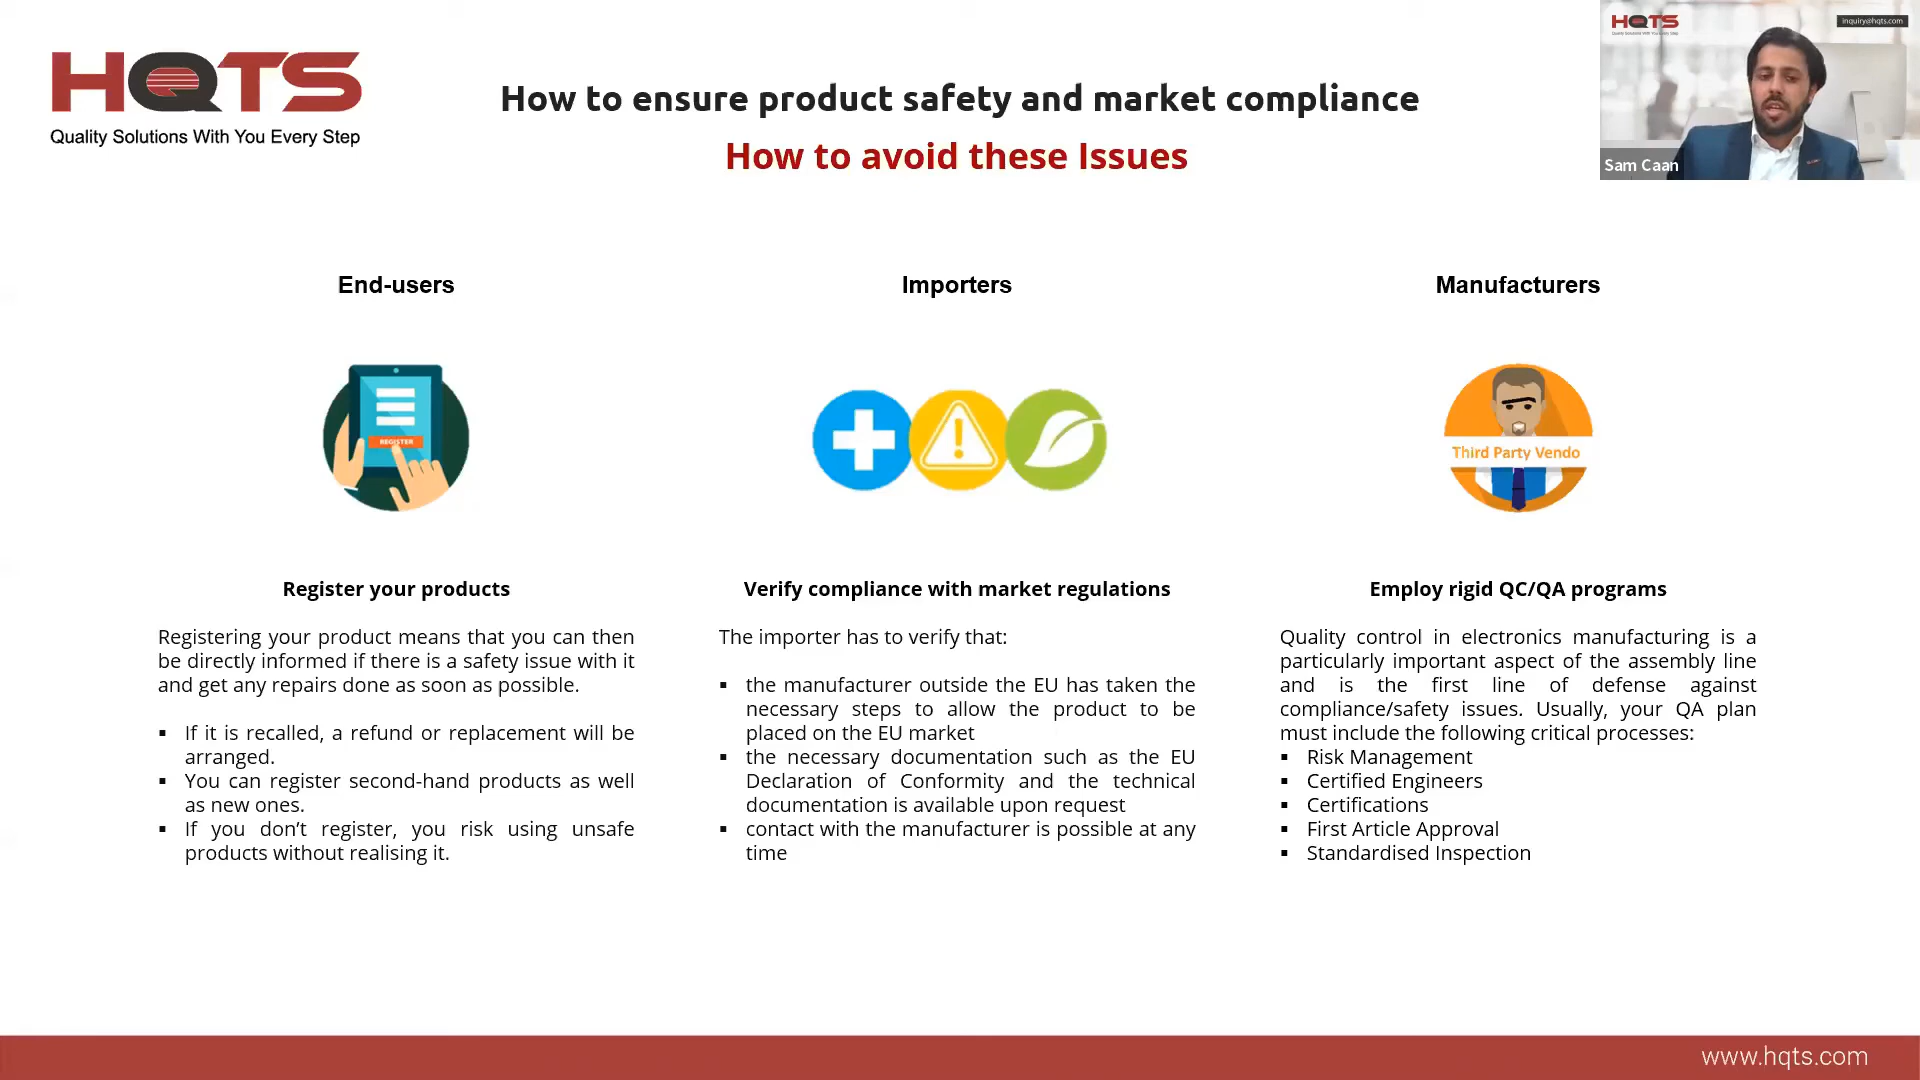 HQTS
Quality Solutions With You Every Step
How to ensure product safety and market compliance
How to avoid these Issues
HQTS
Quality Solutions With You Every Step
inquiry@hqts.com
Sam Caan
End-users
REGISTER
Register your products
Registering your product means that you can then
be directly informed if there is a safety issue with it
and get any repairs done as soon as possible.
▪ If it is recalled, a refund or replacement will be
arranged.
▪ You can register second-hand products as well
as new ones.
▪ If you don’t register, you risk using unsafe
products without realising it.
Importers
Verify compliance with market regulations
The importer has to verify that:
▪ the manufacturer outside the EU has taken the
necessary steps to allow the product to be
placed on the EU market
▪ the necessary documentation such as the EU
Declaration of Conformity and the technical
documentation is available upon request
▪ contact with the manufacturer is possible at any
time
Manufacturers
Third Party Vendo
Employ rigid QC/QA programs
Quality control in electronics manufacturing is a
particularly important aspect of the assembly line
and is the first line of defense against
compliance/safety issues. Usually, your QA plan
must include the following critical processes:
▪ Risk Management
▪ Certified Engineers
▪ Certifications
▪ First Article Approval
▪ Standardised Inspection
www.hqts.com